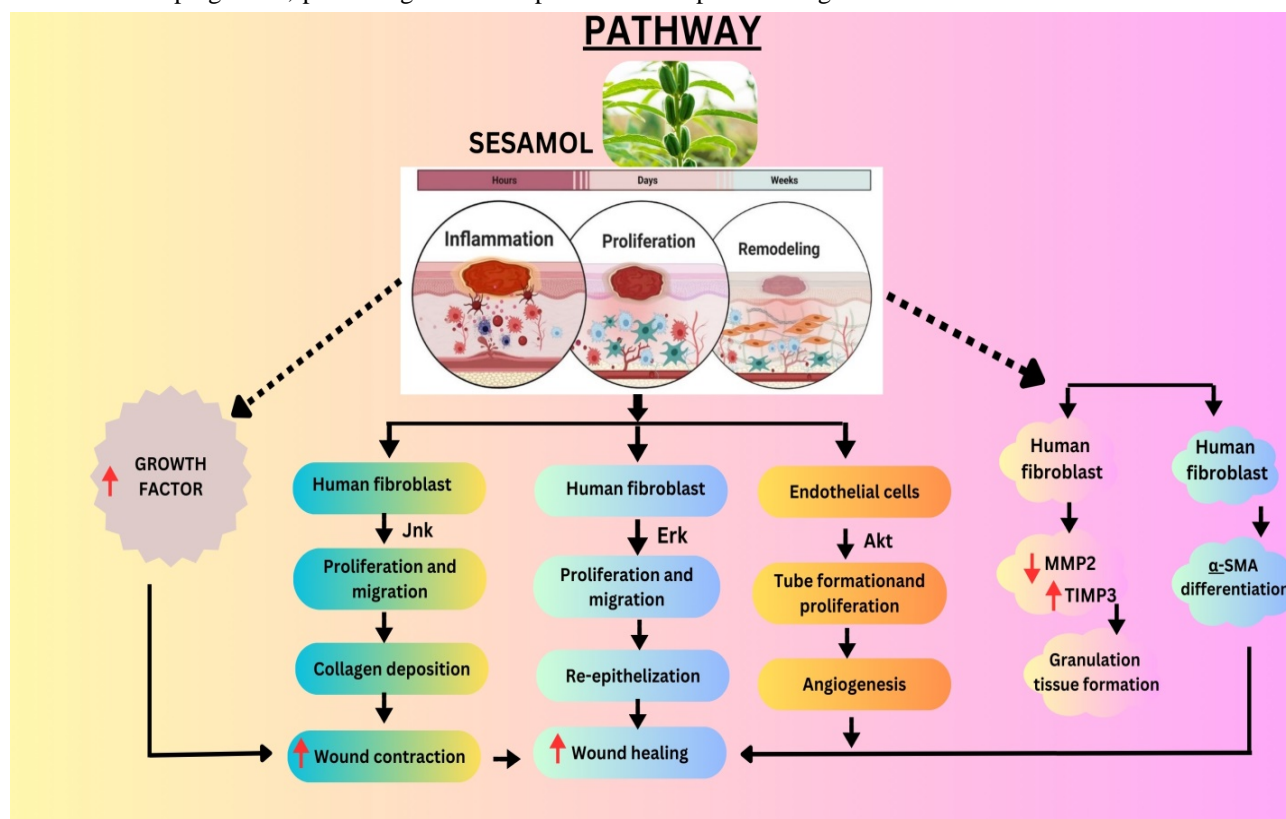 PATHWAY
SESAMOL
Hours
Days
Weeks
Inflammation
Proliferation
Remodeling
GROWTH
FACTOR
Human fibroblast
Jnk
Proliferation and
migration
Collagen deposition
Wound contraction
Human fibroblast
Erk
Proliferation and
migration
Re-epithelization
Wound healing
Endothelial cells
Akt
Tube formationand
proliferation
Angiogenesis
Human
fibroblast
MMP2
TIMP3
Granulation
tissue formation
Human
fibroblast
α-SMA
differentiation